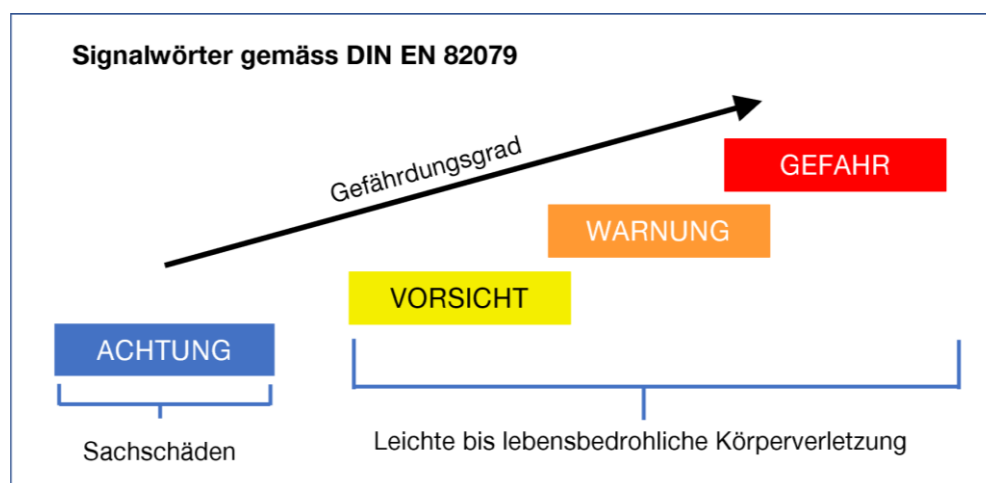 Signalwörter gemäss DIN EN 82079
Gefährdungsgrad
GEFAHR
WARNUNG
VORSICHT
ACHTUNG
Sachschäden
Leichte bis lebensbedrohliche Körperverletzung